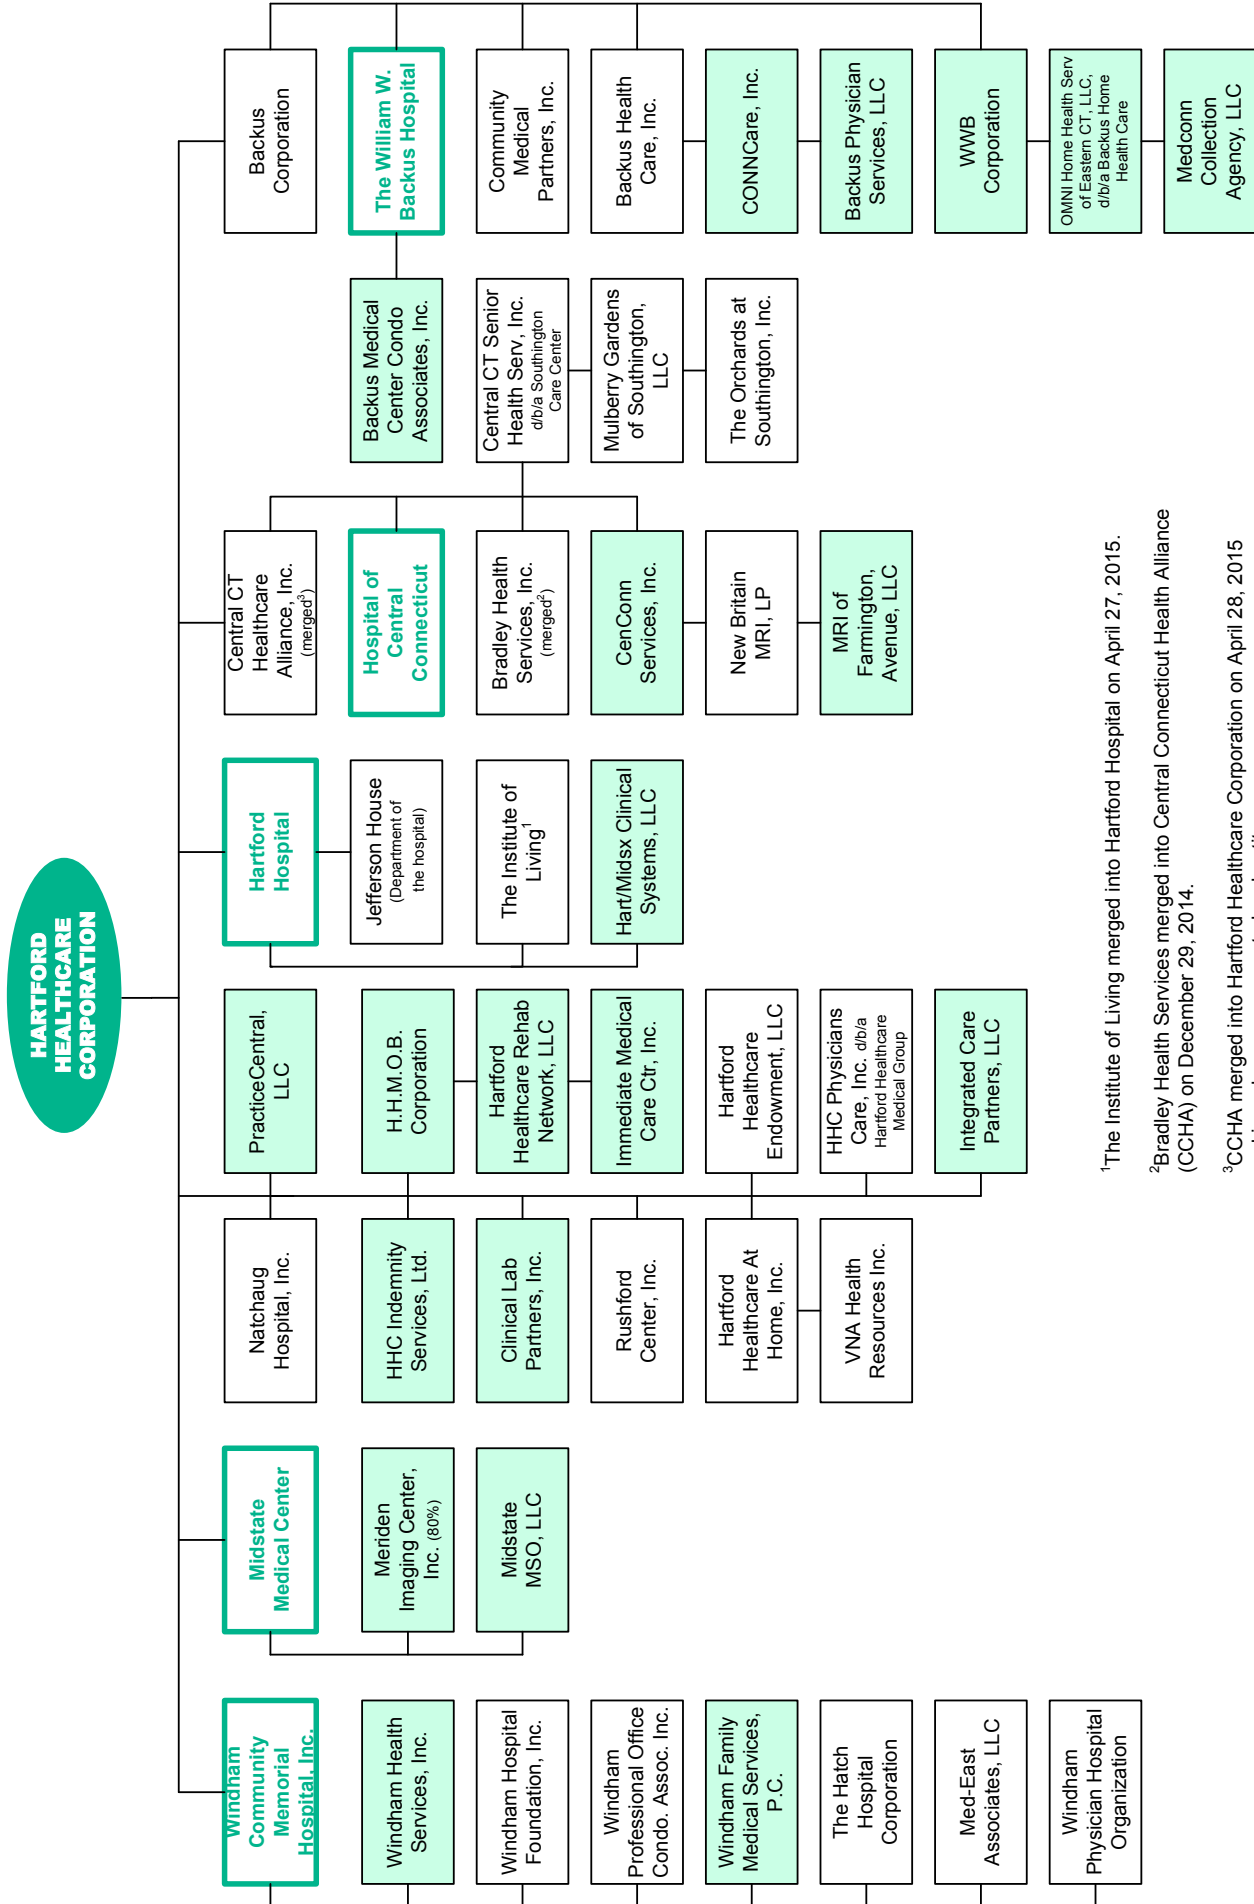 HARTFORD
HEALTHCARE
CORPORATION
Windham
Community
Memorial
Hospital, Inc.
Windham Health
Services, Inc.
Windham Hospital
Foundation, Inc.
Windham
Professional Office
Condo. Assoc. Inc.
Windham Family
Medical Services,
P.C.
The Hatch
Hospital
Corporation
Med-East
Associates, LLC
Windham
Physician Hospital
Organization
Midstate
Medical Center
Meriden
Imaging Center,
Inc. (80%)
Midstate
MSO, LLC
Natchaug
Hospital, Inc.
HHC Indemnity
Services, Ltd.
Clinical Lab
Partners, Inc.
Rushford
Center, Inc.
Hartford
Healthcare At
Home, Inc.
VNA Health
Resources Inc.
PracticeCentral,
LLC
H.H.M.O.B.
Corporation
Hartford
Healthcare Rehab
Network, LLC
Immediate Medical
Care Ctr, Inc.
Hartford
Healthcare
Endowment, LLC
HHC Physicians
Care, Inc. d/b/a
Hartford Healthcare
Medical Group
Integrated Care
Partners, LLC
Hartford
Hospital
Jefferson House
(Department of
the hospital)
The Institute of
Living¹
Hart/Midsx Clinical
Systems, LLC
Central CT
Healthcare
Alliance, Inc.
(merged³)
Hospital of
Central
Connecticut
Bradley Health
Services, Inc.
(merged²)
CenConn
Services, Inc.
New Britain
MRI, LP
MRI of
Farmington,
Avenue, LLC
Backus Medical
Center Condo
Associates, Inc.
Central CT Senior
Health Serv, Inc.
d/b/a Southington
Care Center
Mulberry Gardens
of Southington,
LLC
The Orchards at
Southington, Inc.
Backus
Corporation
The William W.
Backus Hospital
Community
Medical
Partners, Inc.
Backus Health
Care, Inc.
CONNCare, Inc.
Backus Physician
Services, LLC
WWB
Corporation
OMNI Home Health Serv
of Eastern CT, LLC,
d/b/a Backus Home
Health Care
Medconn
Collection
Agency, LLC
¹The Institute of Living merged into Hartford Hospital on April 27, 2015.
²Bradley Health Services merged into Central Connecticut Health Alliance
(CCHA) on December 29, 2014.
³CCHA merged into Hartford Healthcare Corporation on April 28, 2015